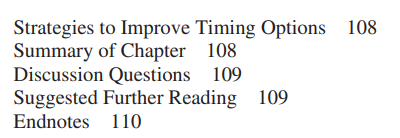 Strategies to Improve Timing Options 108
Summary of Chapter 108
Discussion Questions 109
Suggested Further Reading 109
Endnotes 110